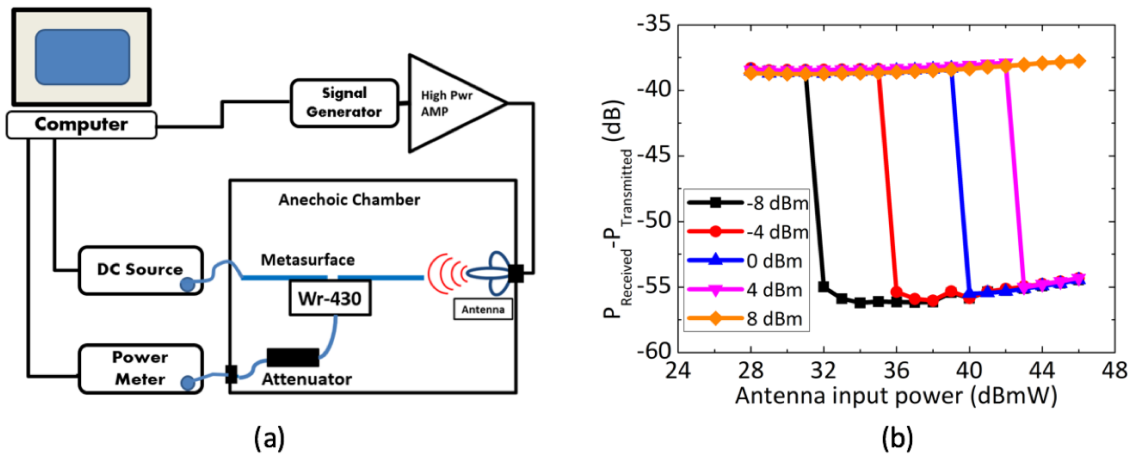 Computer
Signal
Generator
High Pwr
AMP
Anechoic Chamber
DC Source
Metasurface
Wr-430
Antenna
Power
Meter
Attenuator
(a)
P Received -P Transmitted (dB)
-35
-40
-45
-50
-55
-60
-8 dBm
-4 dBm
0 dBm
4 dBm
8 dBm
24 28 32 36 40 44 48
Antenna input power (dBmW)
(b)